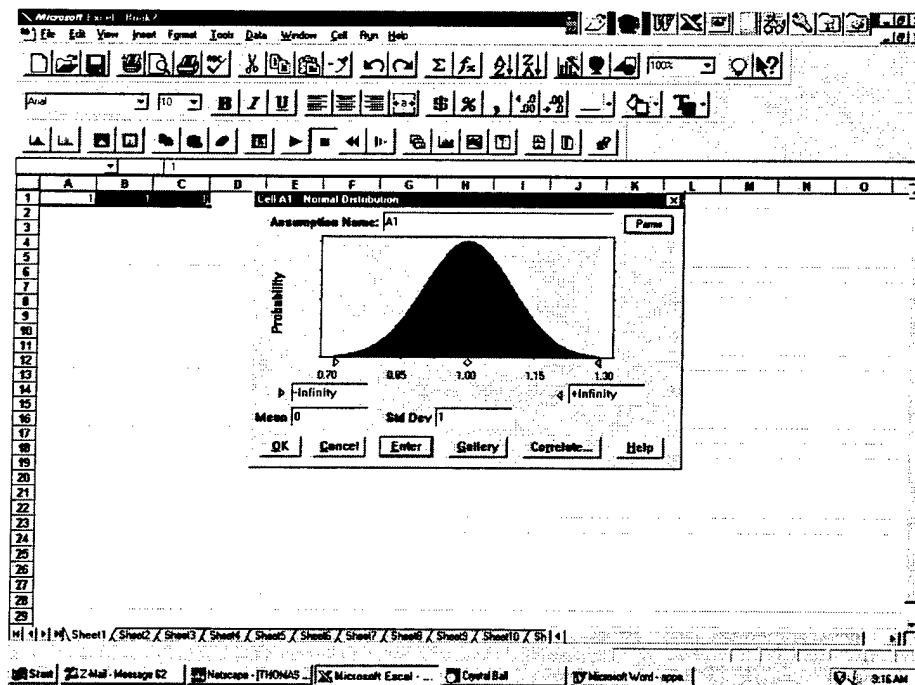 Microsoft Excel - Book2
File Edit View Insert Format Tools Data Window Cell Run Help
100%
Arial 10 B I U $ % ,
1
A B C D E F G H I J K L M N O
1 1 1 1
2
3
4
5
6
7
8
9
10
11
12
13
14
15
16
17
18
19
20
21
22
23
24
25
26
27
28
29
Cell A1: Normal Distribution
Assumption Name: A1
Parms
Probability
0.70 0.85 1.00 1.15 1.30
-Infinity +Infinity
Mean 0 Std Dev 1
OK Cancel Enter Gallery Correlate... Help
Sheet1 Sheet2 Sheet3 Sheet4 Sheet5 Sheet6 Sheet7 Sheet8 Sheet9 Sheet10 Sh
Start Z-Mail - Message 62 Netscape - [THOMAS ... Microsoft Excel - ... Crystal Ball Microsoft Word - appe... 3:16 AM